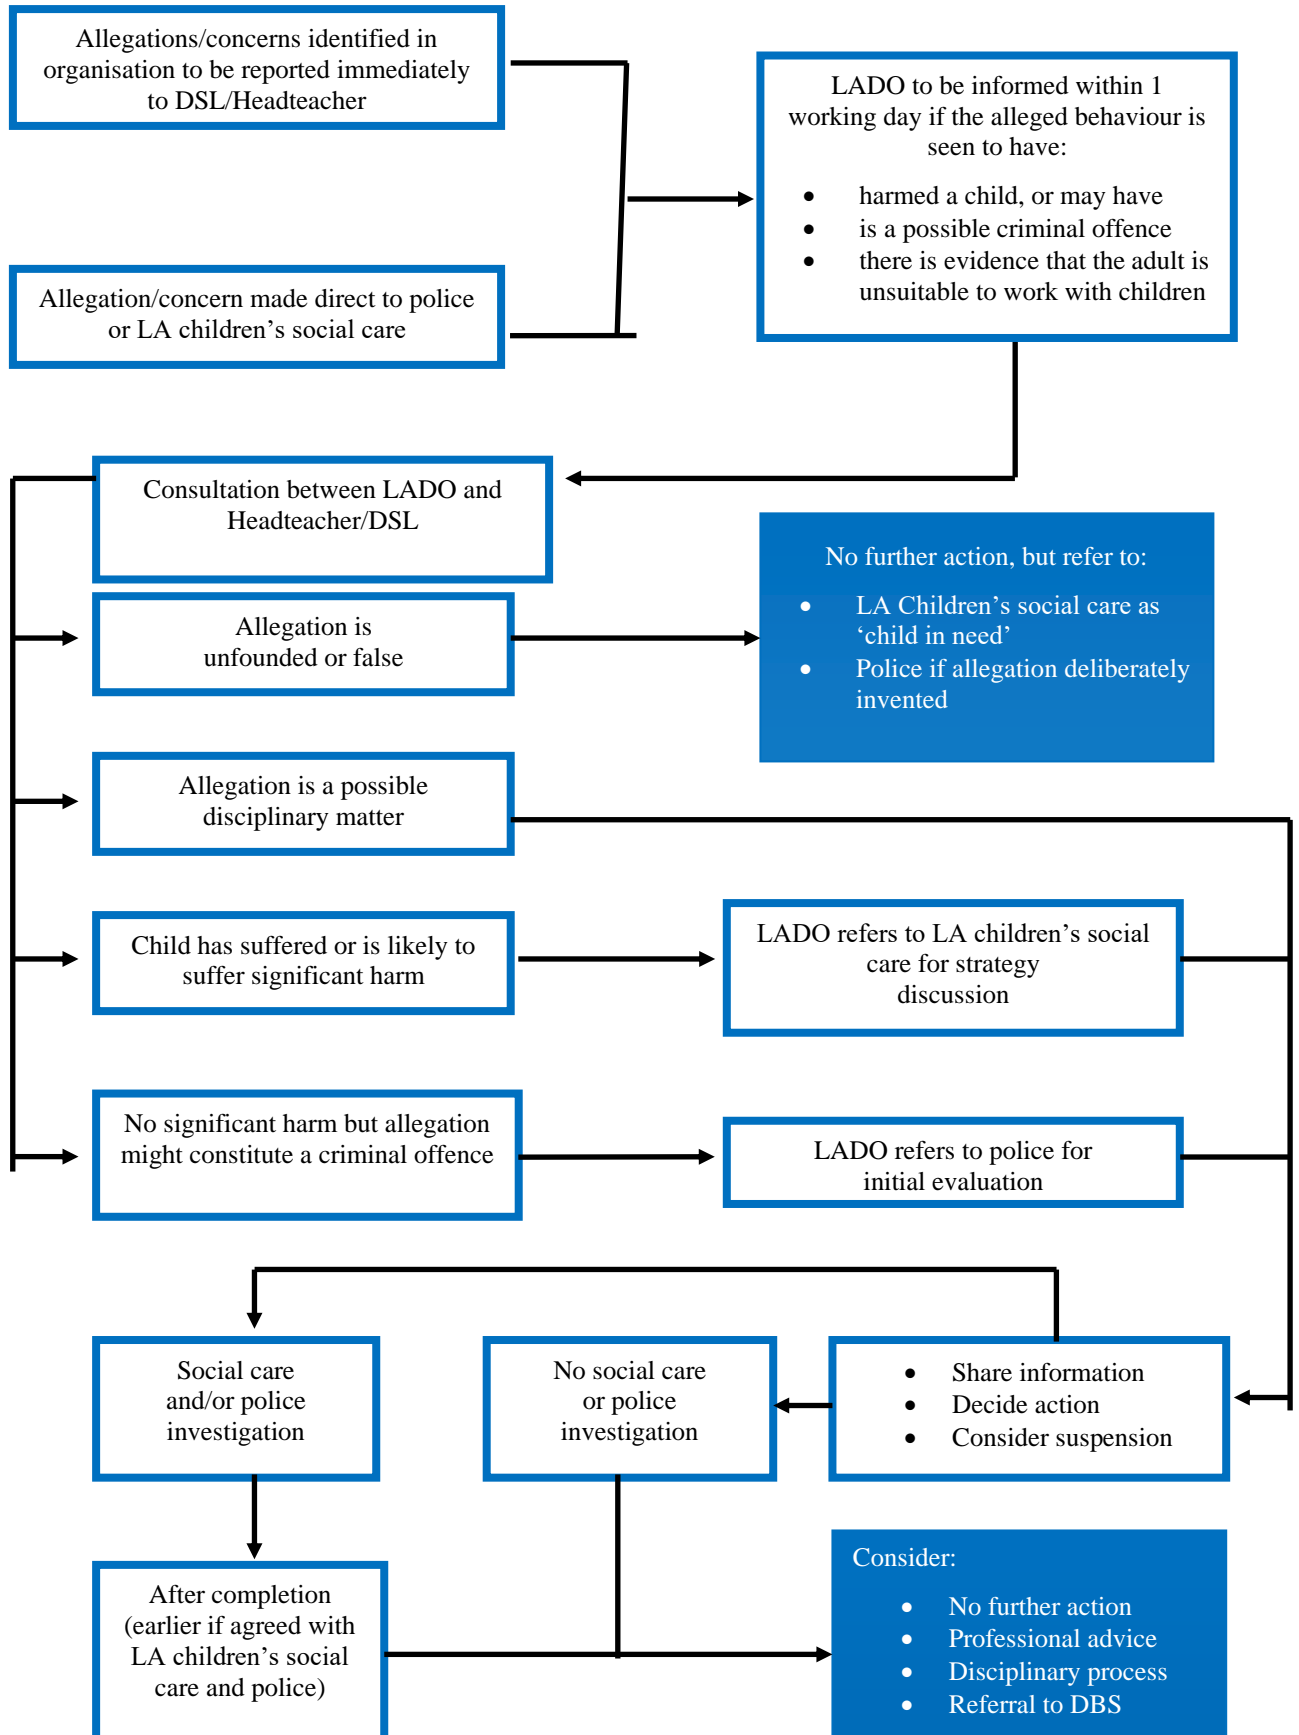 Allegations/concerns identified in
organisation to be reported immediately
to DSL/Headteacher
LADO to be informed within 1
working day if the alleged behaviour is
seen to have:
• harmed a child, or may have
• is a possible criminal offence
• there is evidence that the adult is
unsuitable to work with children
Allegation/concern made direct to police
or LA children’s social care
Consultation between LADO and
Headteacher/DSL
No further action, but refer to:
• LA Children’s social care as
‘child in need’
• Police if allegation deliberately
invented
Allegation is
unfounded or false
Allegation is a possible
disciplinary matter
Child has suffered or is likely to
suffer significant harm
LADO refers to LA children’s social
care for strategy
discussion
No significant harm but allegation
might constitute a criminal offence
LADO refers to police for
initial evaluation
Social care
and/or police
investigation
No social care
or police
investigation
• Share information
• Decide action
• Consider suspension
After completion
(earlier if agreed with
LA children’s social
care and police)
Consider:
• No further action
• Professional advice
• Disciplinary process
• Referral to DBS